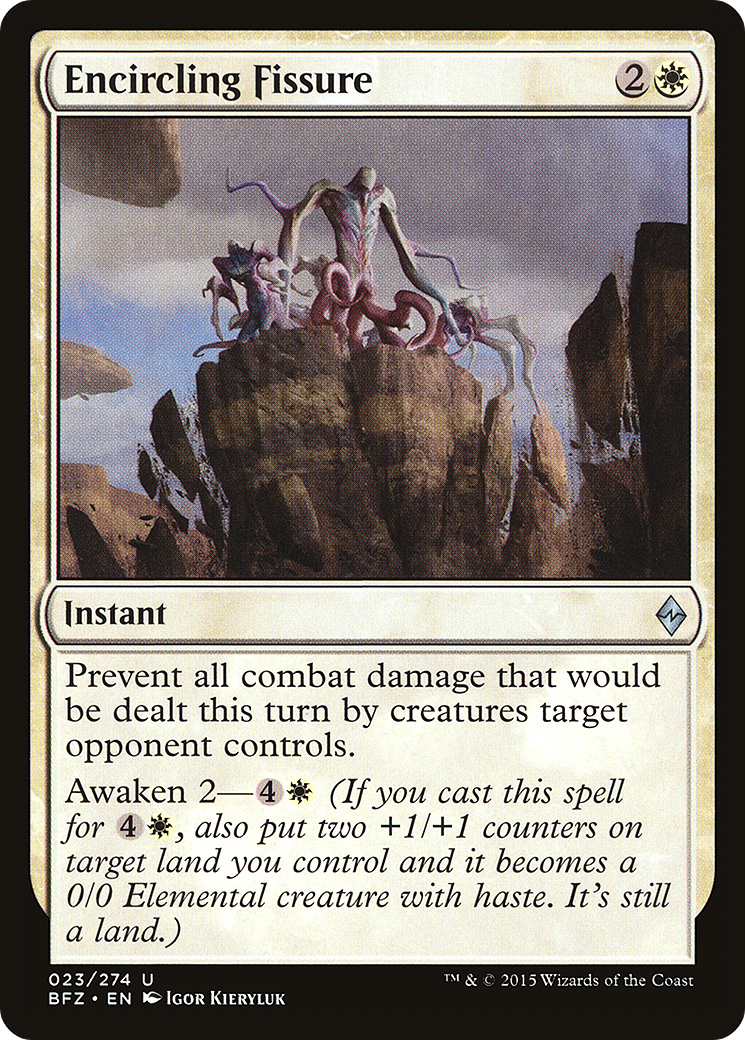 Encircling Fissure 2
Instant
Prevent all combat damage that would
be dealt this turn by creatures target
opponent controls.
Awaken 2—4 (If you cast this spell
for 4, also put two +1/+1 counters on
target land you control and it becomes a
0/0 Elemental creature with haste. It's still
a land.)
023/274 U
BFZ • EN Igor Kieryluk
™ & © 2015 Wizards of the Coast